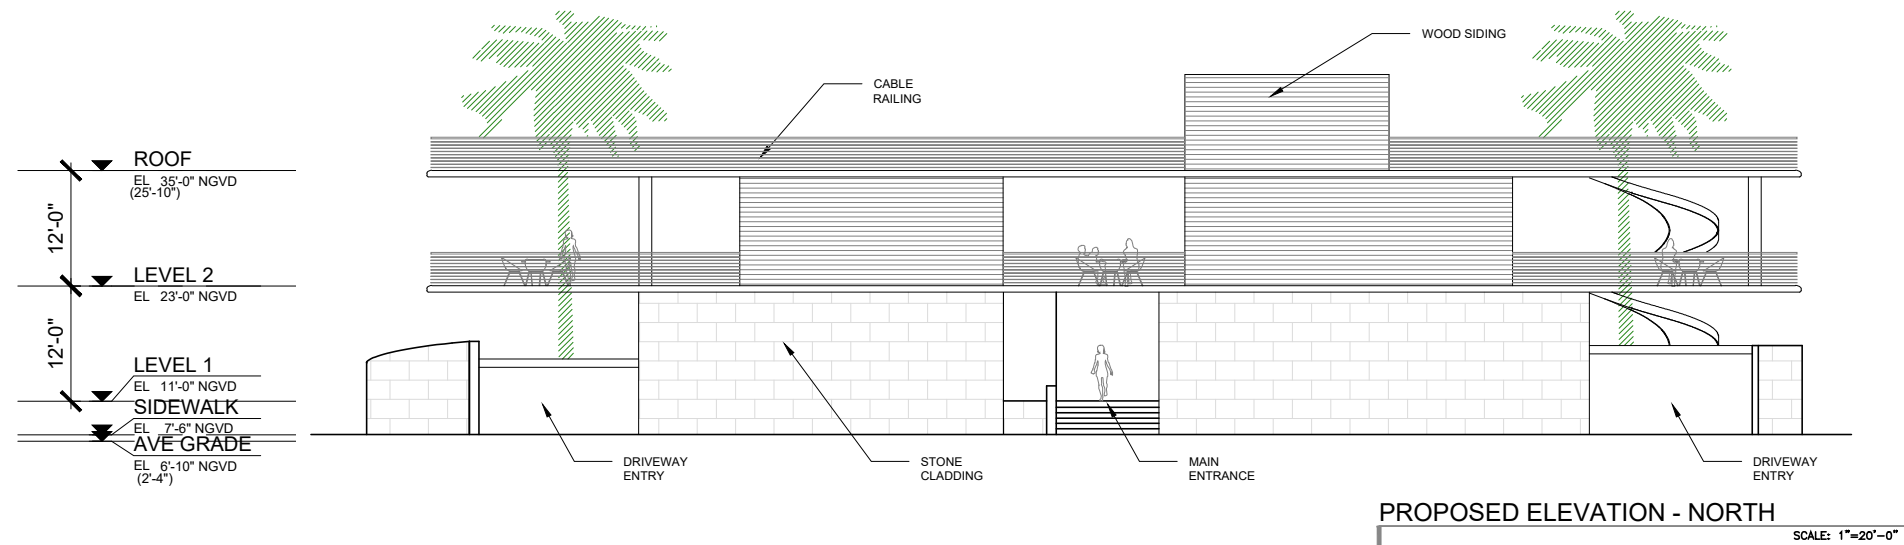 WOOD SIDING
CABLE
RAILING
ROOF
EL 35'-0" NGVD
(25'-10")
12'-0"
LEVEL 2
EL 23'-0" NGVD
12'-0"
LEVEL 1
EL 11'-0" NGVD
SIDEWALK
EL 7'-6" NGVD
AVE GRADE
EL 6'-10" NGVD
(2'-4")
DRIVEWAY
ENTRY
STONE
CLADDING
MAIN
ENTRANCE
DRIVEWAY
ENTRY
PROPOSED ELEVATION - NORTH
SCALE: 1"=20'-0"